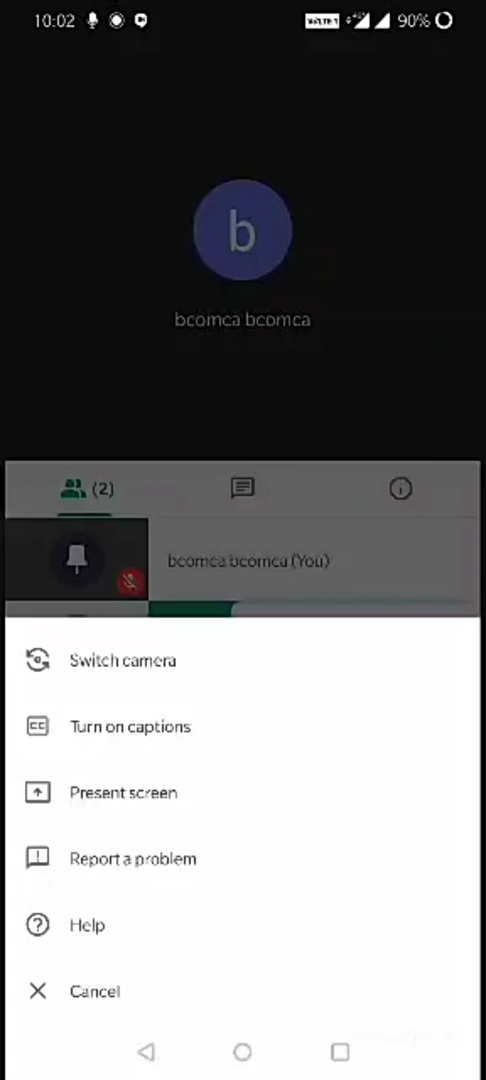 10:02 90%
b
bcomca bcomca
(2)
bcomca bcomca (You)
Switch camera
CC Turn on captions
Present screen
Report a problem
Help
Cancel